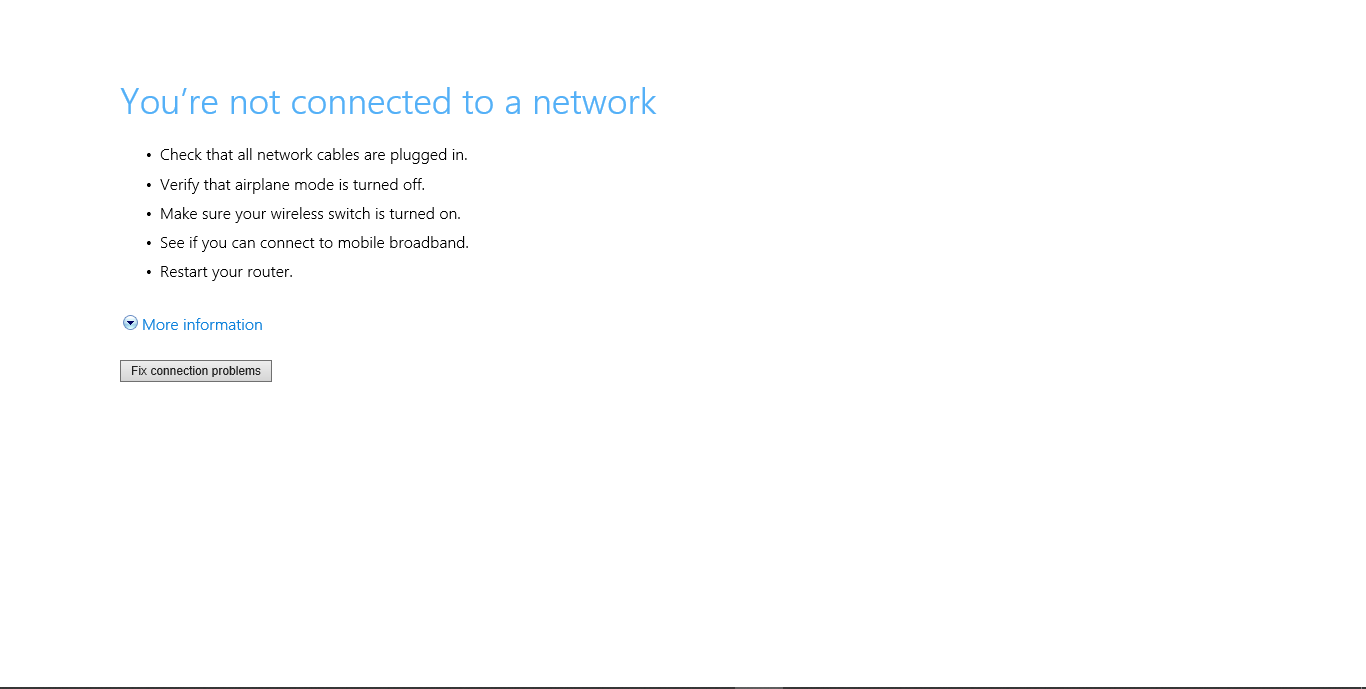 You’re not connected to a network
• Check that all network cables are plugged in.
• Verify that airplane mode is turned off.
• Make sure your wireless switch is turned on.
• See if you can connect to mobile broadband.
• Restart your router.
More information
Fix connection problems